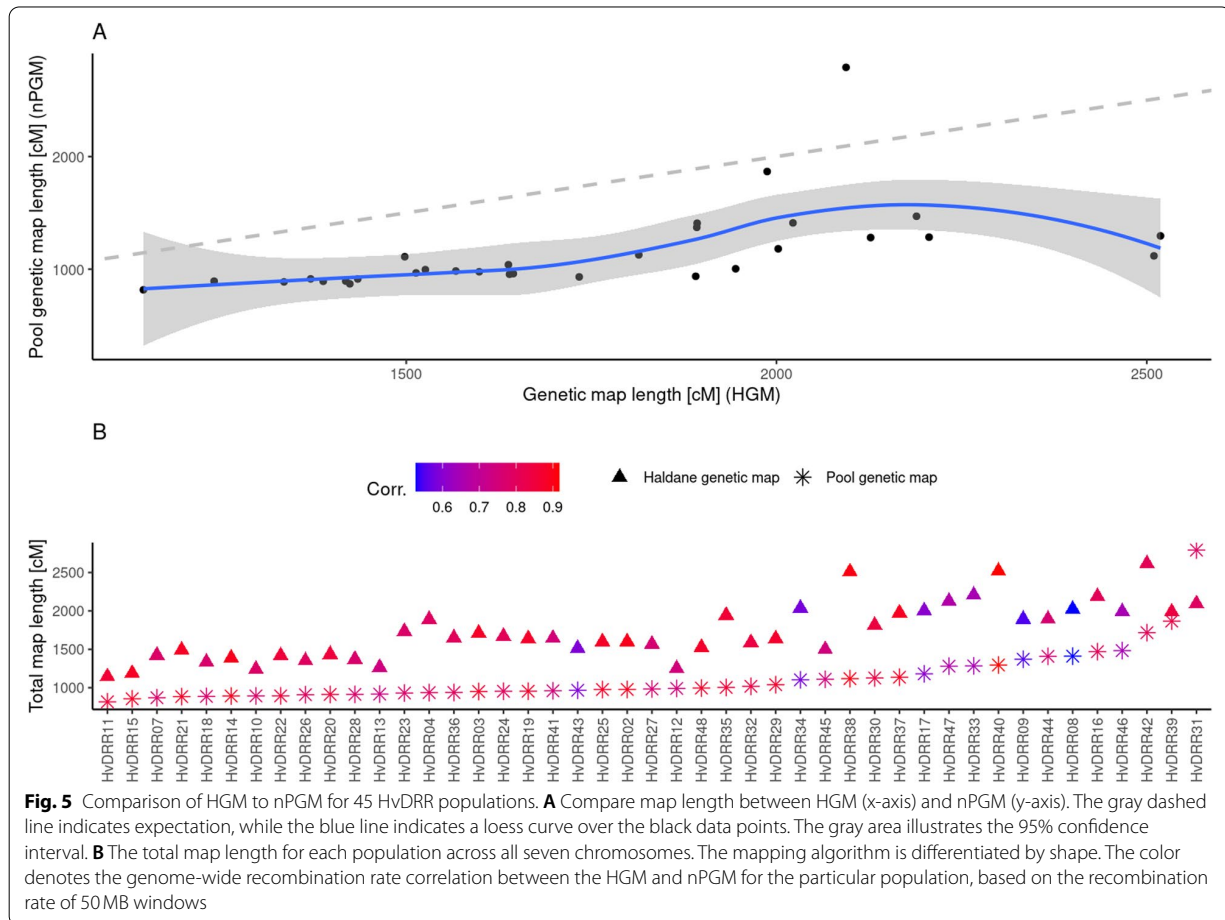 A
Pool genetic map length [cM] (nPGM)
2000
1000
1500
2000
2500
Genetic map length [cM] (HGM)
B
Corr.
0.6
0.7
0.8
0.9
Haldane genetic map
Pool genetic map
Total map length [cM]
2500
2000
1500
1000
HvDRR11
HvDRR15
HvDRR07
HvDRR21
HvDRR18
HvDRR14
HvDRR10
HvDRR22
HvDRR26
HvDRR20
HvDRR28
HvDRR13
HvDRR23
HvDRR04
HvDRR36
HvDRR03
HvDRR24
HvDRR19
HvDRR41
HvDRR43
HvDRR25
HvDRR02
HvDRR27
HvDRR12
HvDRR48
HvDRR35
HvDRR32
HvDRR29
HvDRR34
HvDRR45
HvDRR38
HvDRR30
HvDRR37
HvDRR17
HvDRR47
HvDRR33
HvDRR40
HvDRR09
HvDRR44
HvDRR08
HvDRR16
HvDRR46
HvDRR42
HvDRR39
HvDRR31
Fig. 5 Comparison of HGM to nPGM for 45 HvDRR populations. A Compare map length between HGM (x-axis) and nPGM (y-axis). The gray dashed
line indicates expectation, while the blue line indicates a loess curve over the black data points. The gray area illustrates the 95% confidence
interval. B The total map length for each population across all seven chromosomes. The mapping algorithm is differentiated by shape. The color
denotes the genome-wide recombination rate correlation between the HGM and nPGM for the particular population, based on the recombination
rate of 50 MB windows